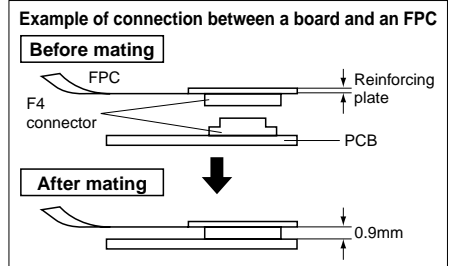 Example of connection between a board and an FPC
Before mating
FPC
Reinforcing
plate
F4
connector
PCB
After mating
0.9mm